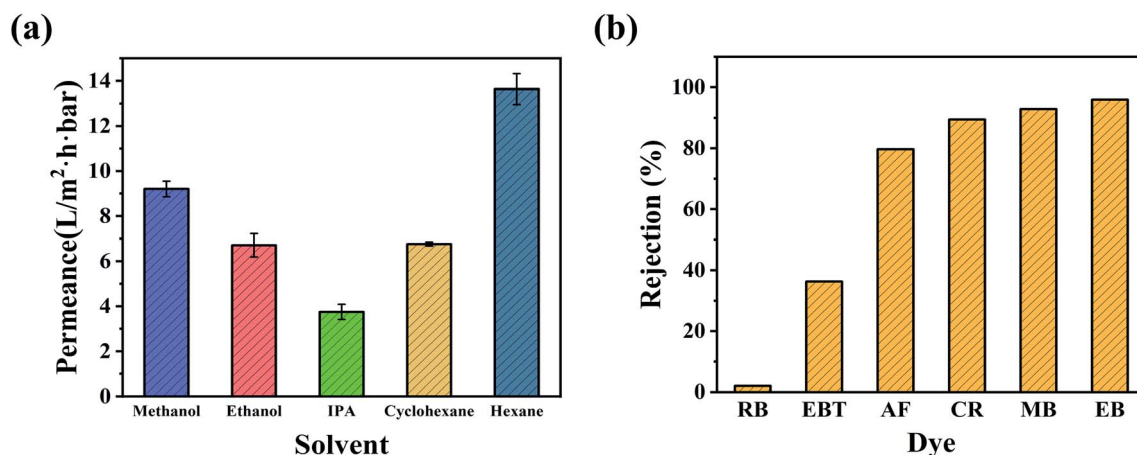 (a)
Permeance(L/m²·h·bar)
14
12
10
8
6
4
2
0
Methanol Ethanol IPA Cyclohexane Hexane
Solvent
(b)
Rejection (%)
100
80
60
40
20
0
RB EBT AF CR MB EB
Dye